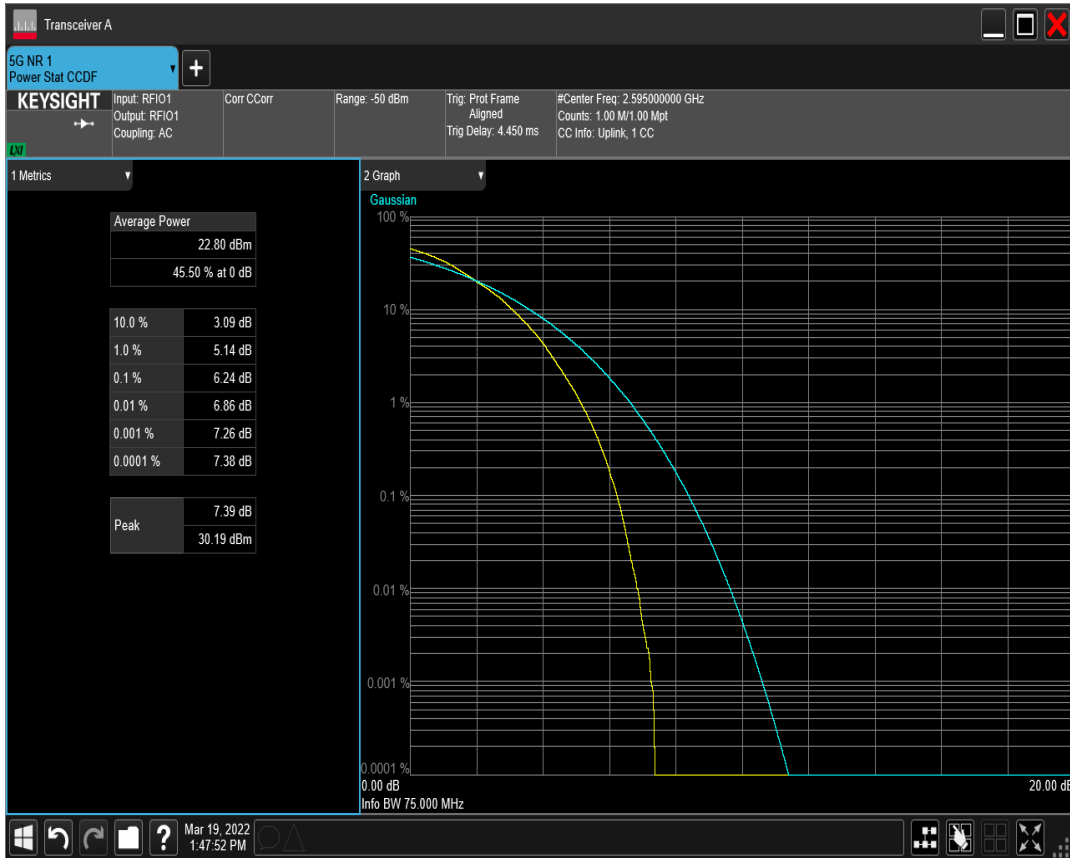 Transceiver A
5G NR 1
Power Stat CCDF
KEYSIGHT
LXI
Input: RFIO1
Output: RFIO1
Coupling: AC
Corr CCorr
Range: -50 dBm
Trig: Prot Frame
Aligned
Trig Delay: 4.450 ms
#Center Freq: 2.595000000 GHz
Counts: 1.00 M/1.00 Mpt
CC Info: Uplink, 1 CC
1 Metrics
Average Power
22.80 dBm
45.50 % at 0 dB
10.0 % 3.09 dB
1.0 % 5.14 dB
0.1 % 6.24 dB
0.01 % 6.86 dB
0.001 % 7.26 dB
0.0001 % 7.38 dB
Peak
7.39 dB
30.19 dBm
2 Graph
Gaussian
100 %
10 %
1 %
0.1 %
0.01 %
0.001 %
0.0001 %
0.00 dB 20.00 dB
Info BW 75.000 MHz
?
Mar 19, 2022
1:47:52 PM